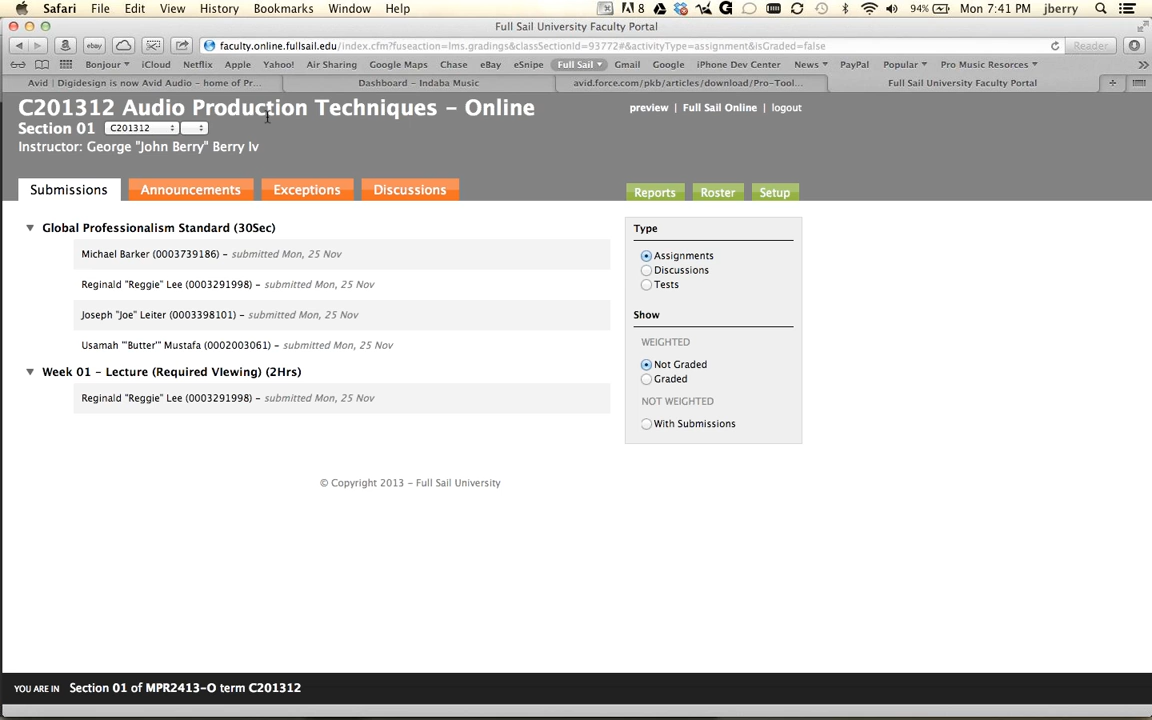 Safari File Edit View History Bookmarks Window Help 8 94% Mon 7:41 PM jberry
Full Sail University Faculty Portal
ebay faculty.online.fullsail.edu/index.cfm?fuseaction=lms.gradings&classSectionId=93772#&activityType=assignment&isGraded=false Reader
Bonjour iCloud Netflix Apple Yahoo! Air Sharing Google Maps Chase eBay eSnipe Full Sail Gmail Google iPhone Dev Center News PayPal Popular Pro Music Resorces
Avid | Digidesign is now Avid Audio - home of Pr... Dashboard - Indaba Music avid.force.com/pkb/articles/download/Pro-Tool... Full Sail University Faculty Portal
C201312 Audio Production Techniques - Online
preview | Full Sail Online | logout
Section 01 C201312
Instructor: George "John Berry" Berry Iv
Submissions Announcements Exceptions Discussions Reports Roster Setup
Global Professionalism Standard (30Sec)
Michael Barker (0003739186) - submitted Mon, 25 Nov
Reginald "Reggie" Lee (0003291998) - submitted Mon, 25 Nov
Joseph "Joe" Leiter (0003398101) - submitted Mon, 25 Nov
Usamah "'Butter'" Mustafa (0002003061) - submitted Mon, 25 Nov
Week 01 - Lecture (Required VIewing) (2Hrs)
Reginald "Reggie" Lee (0003291998) - submitted Mon, 25 Nov
Type
Assignments
Discussions
Tests
Show
WEIGHTED
Not Graded
Graded
NOT WEIGHTED
With Submissions
© Copyright 2013 - Full Sail University
YOU ARE IN Section 01 of MPR2413-O term C201312